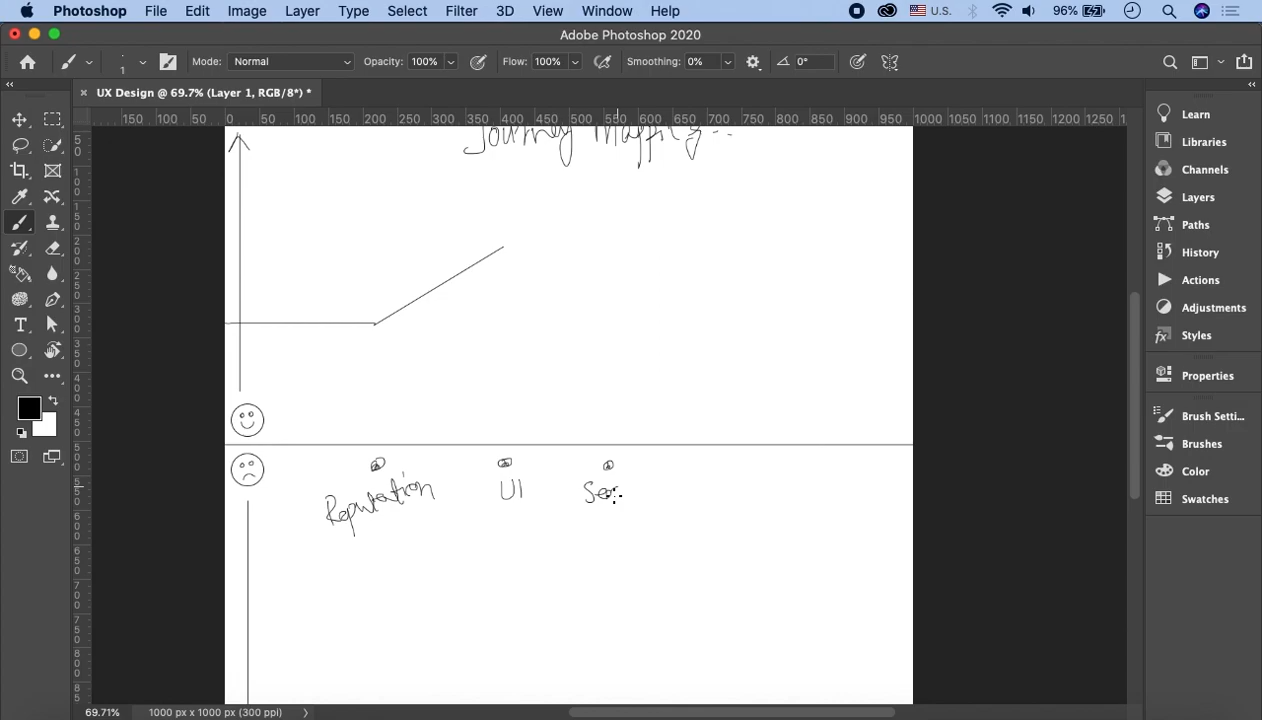 Photoshop File Edit Image Layer Type Select Filter 3D View Window Help U.S. 96%
Adobe Photoshop 2020
1 Mode: Normal Opacity: 100% Flow: 100% Smoothing: 0% 0°
× UX Design @ 69.7% (Layer 1, RGB/8*) *
150 100 50 0 50 100 150 200 250 300 350 400 450 500 550 600 650 700 750 800 850 900 950 1000 1050 1100 1150 1200 1250
Journey Mapping...
Reputation UI Ser
Learn
Libraries
Channels
Layers
Paths
History
Actions
Adjustments
Styles
Properties
Brush Setti...
Brushes
Color
Swatches
69.71% 1000 px x 1000 px (300 ppi)